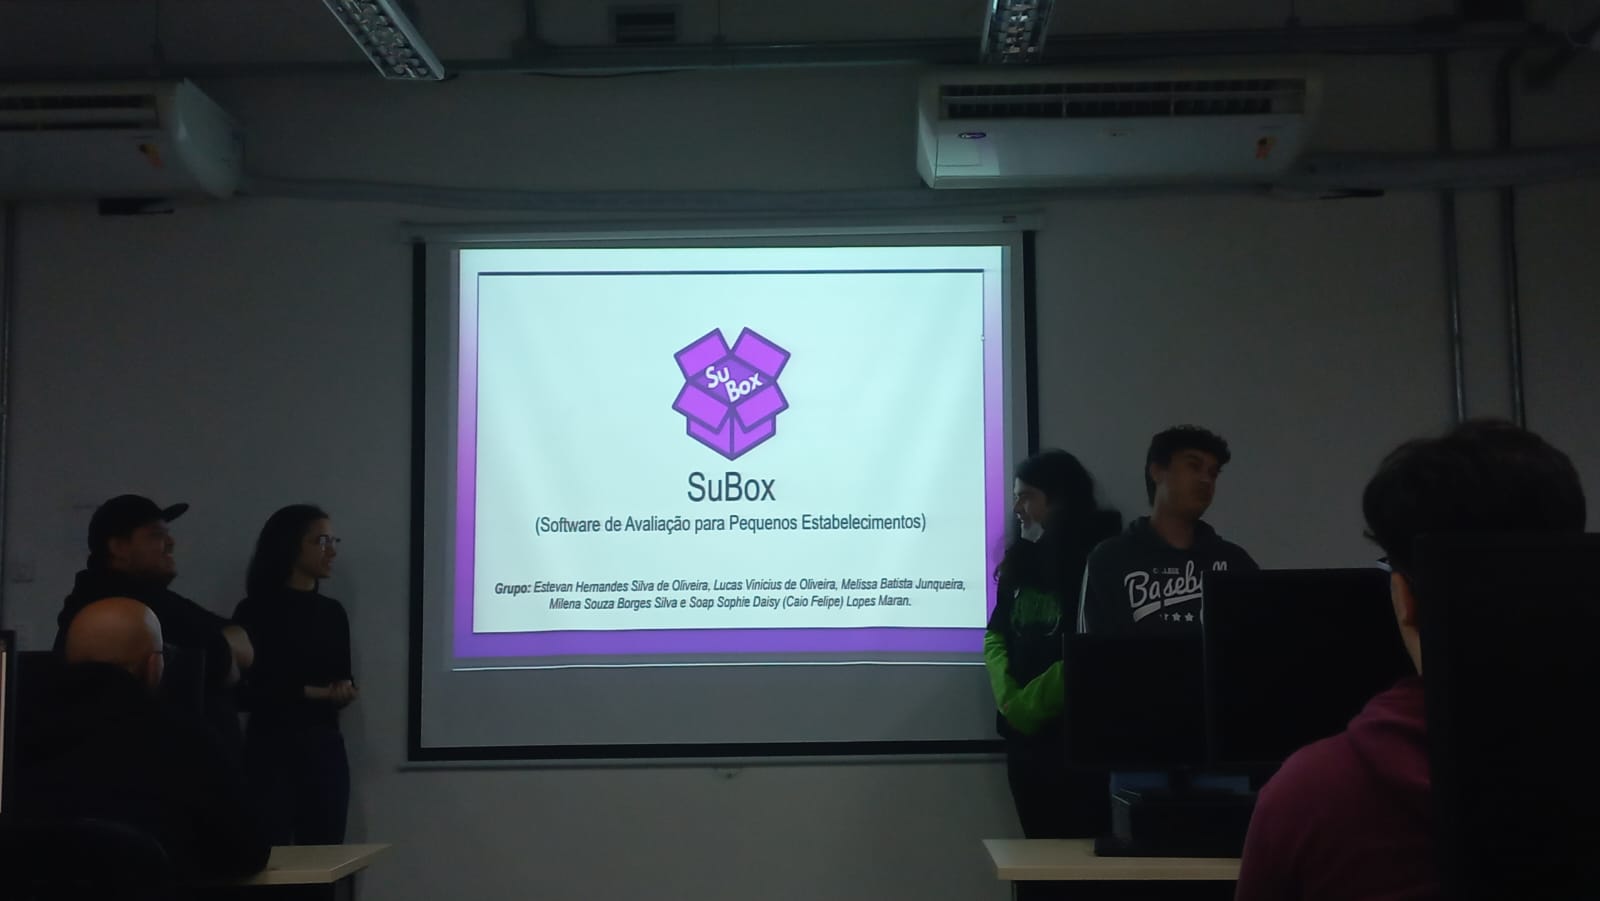 Su
Box
SuBox
(Software de Avaliação para Pequenos Estabelecimentos)
Grupo: Estevan Hernandes Silva de Oliveira, Lucas Vinicius de Oliveira, Melissa Batista Junqueira,
Milena Souza Borges Silva e Soap Sophie Daisy (Caio Felipe) Lopes Maran.
Baseball